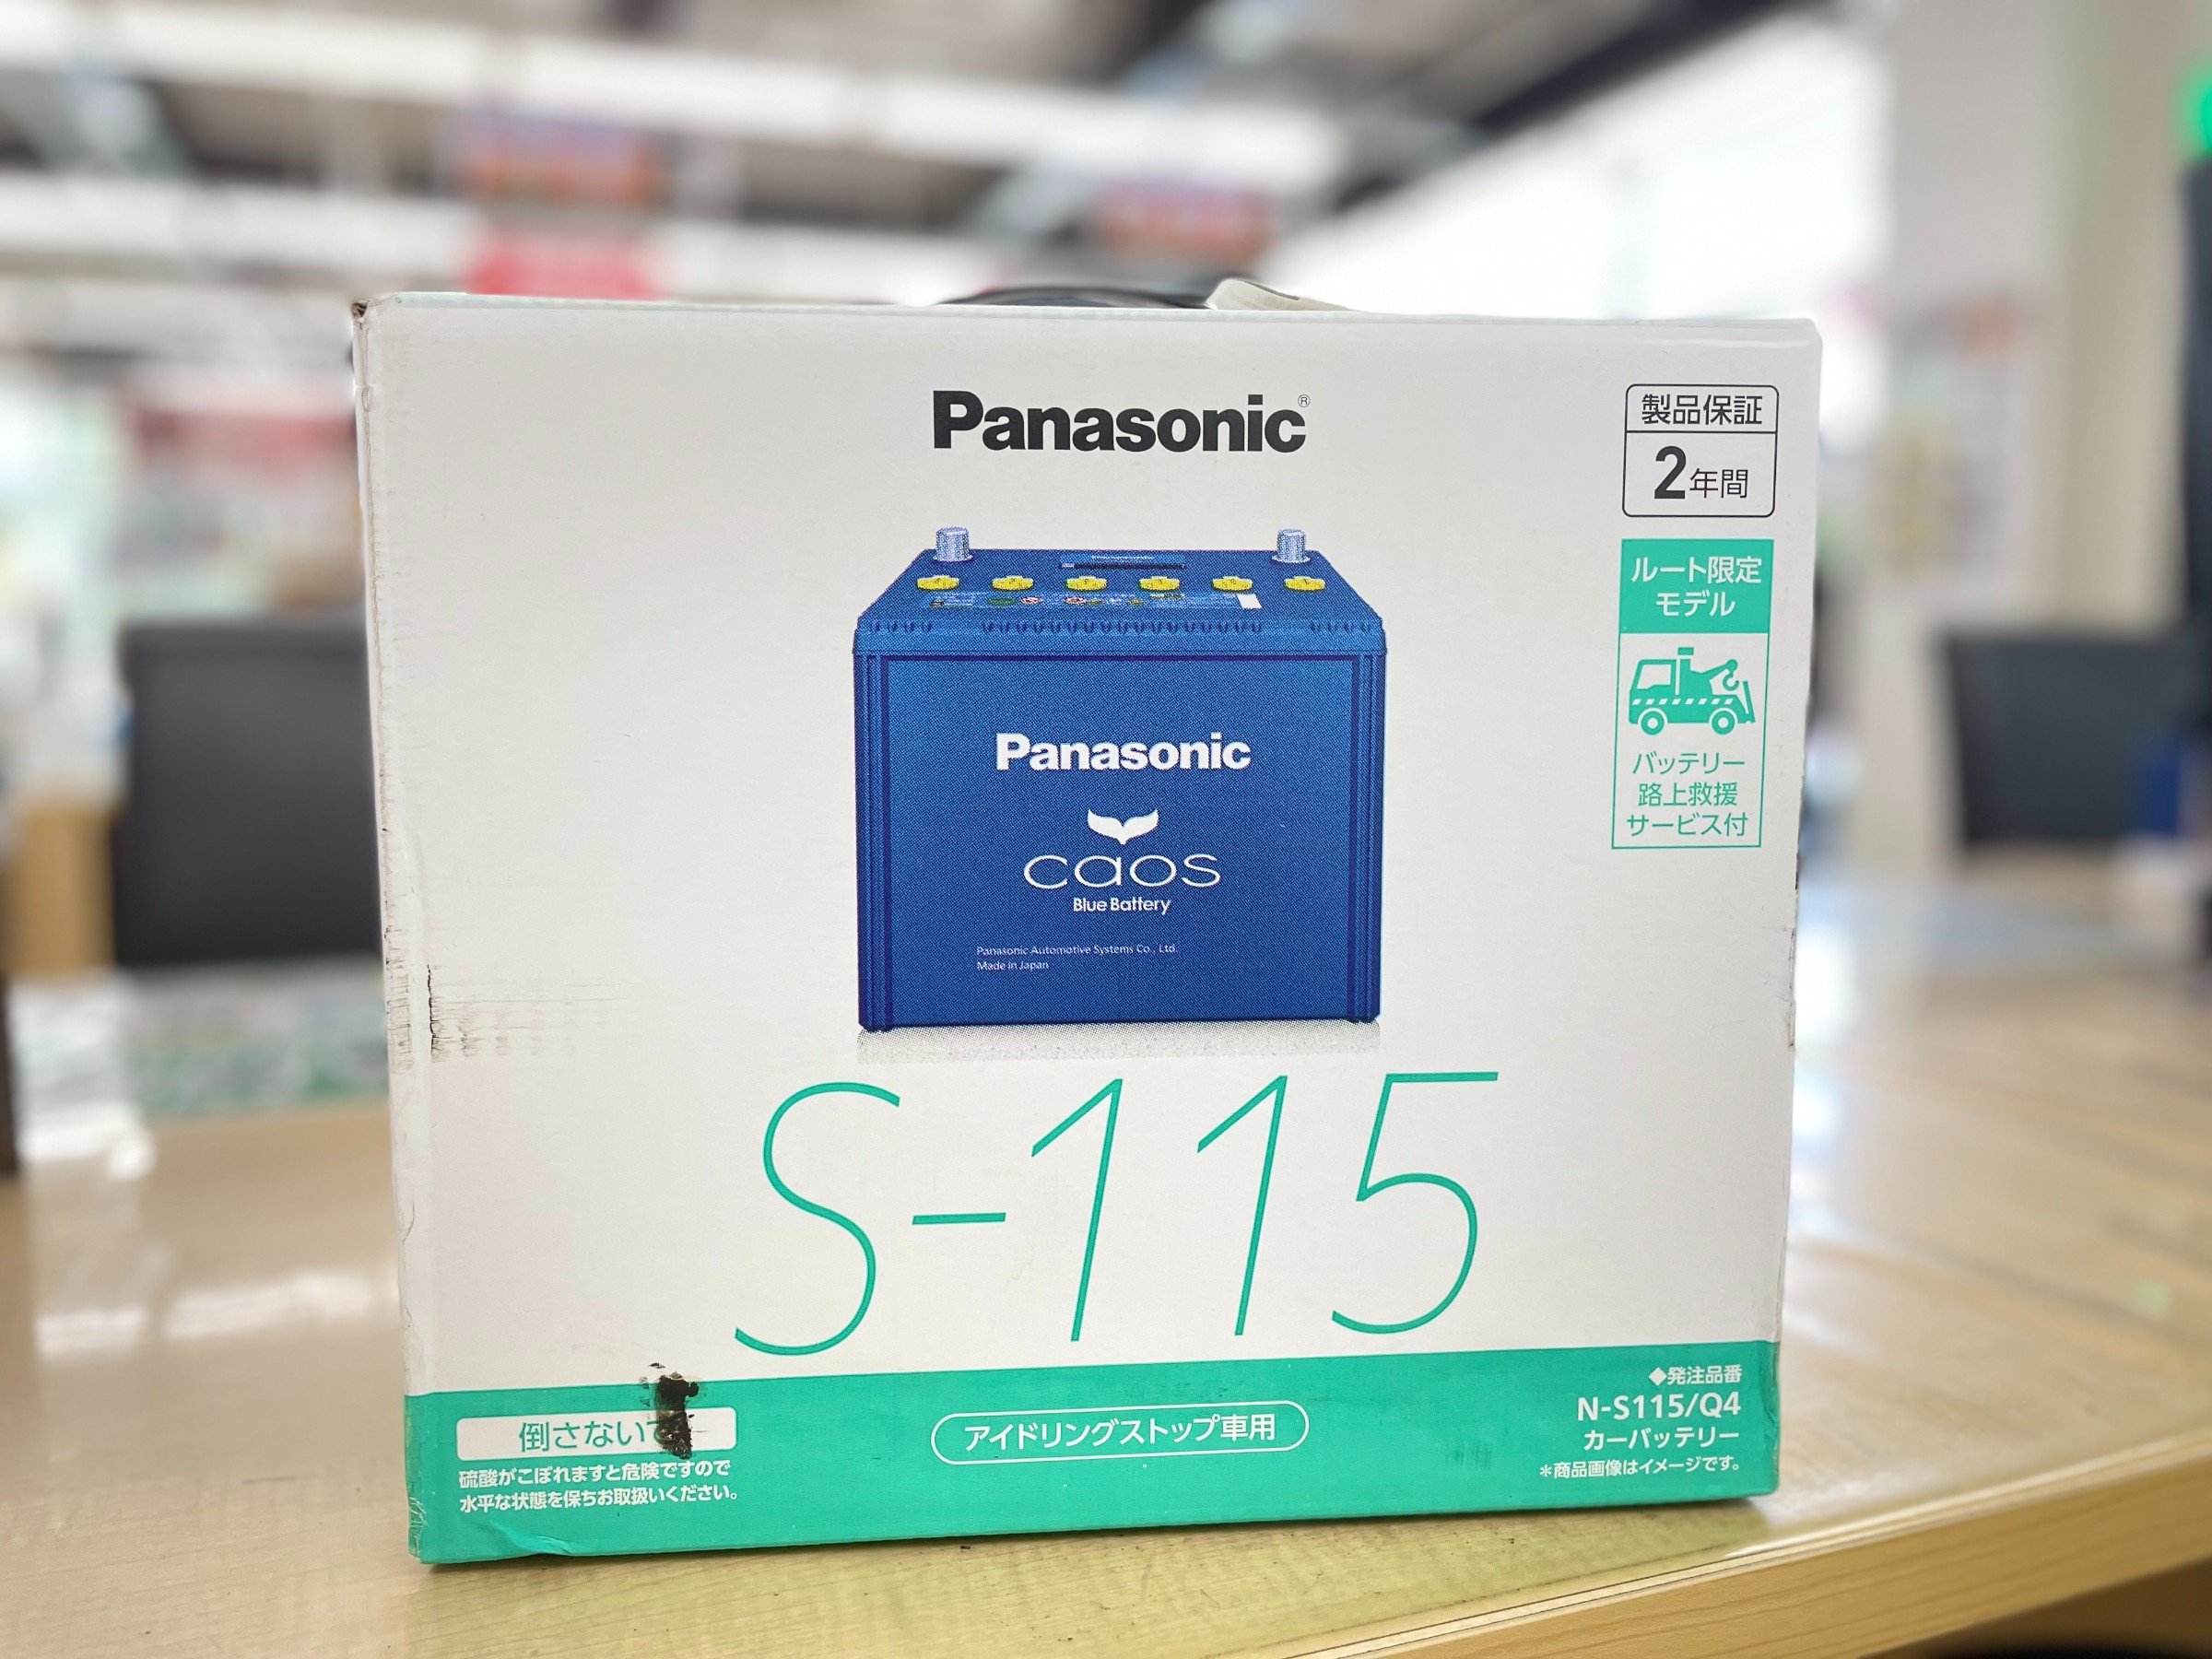 Panasonic®
製品保証
2年間
ルート限定
モデル
バッテリー
路上救援
サービス付
Panasonic
caos
Blue Battery
Panasonic Automotive Systems Co., Ltd.
Made in Japan
S-115
倒さないで
硫酸がこぼれますと危険ですので
水平な状態を保ちお取扱いください。
アイドリングストップ車用
◆発注品番
N-S115/Q4
カーバッテリー
*商品画像はイメージです。